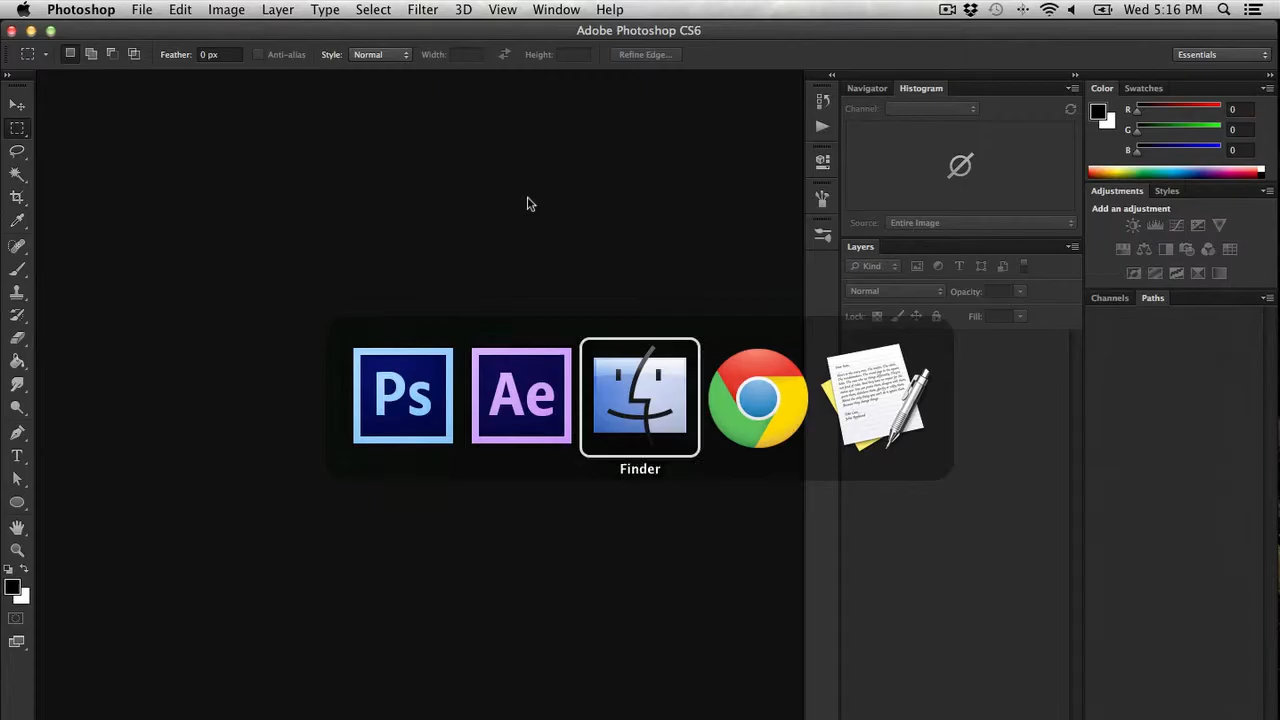 Photoshop File Edit Image Layer Type Select Filter 3D View Window Help Wed 5:16 PM
Adobe Photoshop CS6
Feather: 0 px Anti-alias Style: Normal Width: Height: Refine Edge... Essentials
Navigator Histogram
Channel:
Source: Entire Image
Layers
Kind
Normal Opacity:
Lock: Fill:
Color Swatches
R 0
G 0
B 0
Adjustments Styles
Add an adjustment
Channels Paths
Ps Ae
Finder